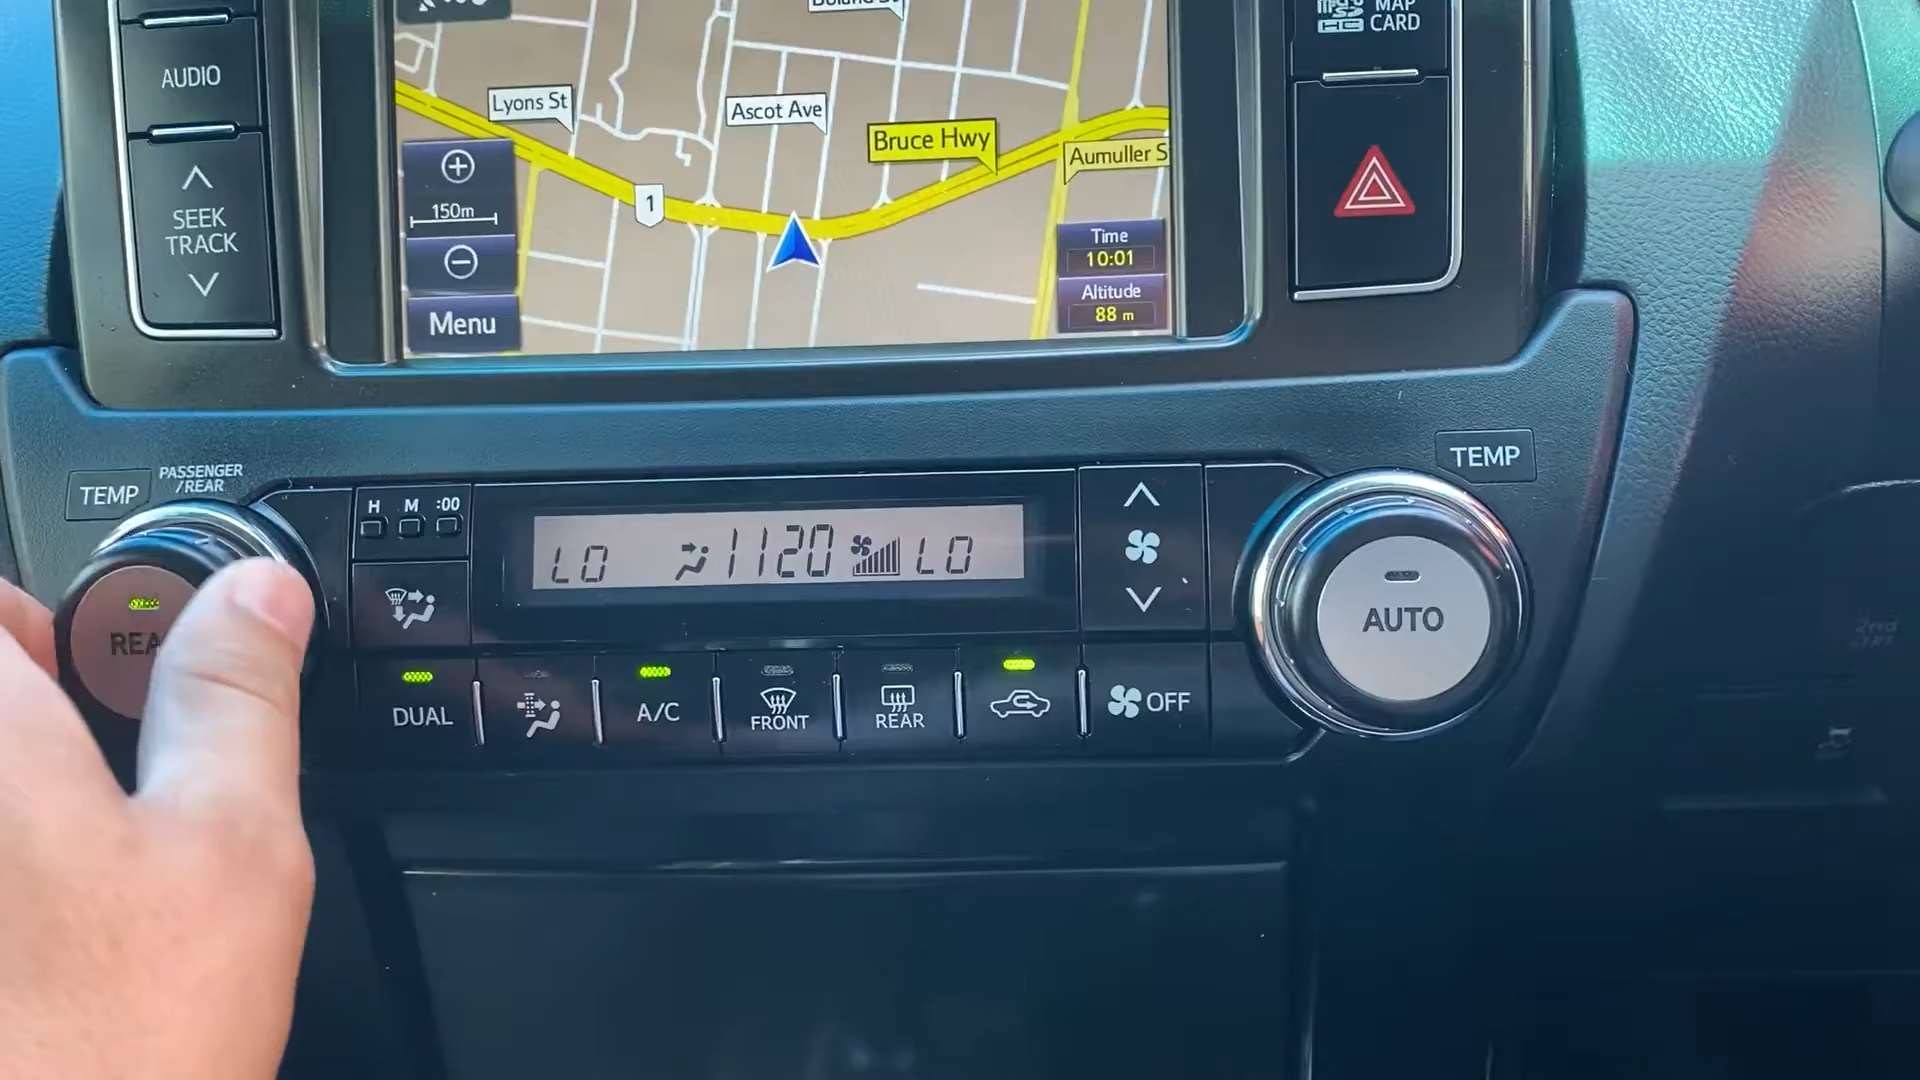 MAP
CARD
AUDIO
SEEK
TRACK
Lyons St
Ascot Ave
Bruce Hwy
Aumuller S
1
150m
Menu
Time
10:01
Altitude
88 m
TEMP
PASSENGER
/REAR
H M :00
TEMP
LO 1120 LO
REA
AUTO
DUAL
A/C
FRONT
REAR
OFF